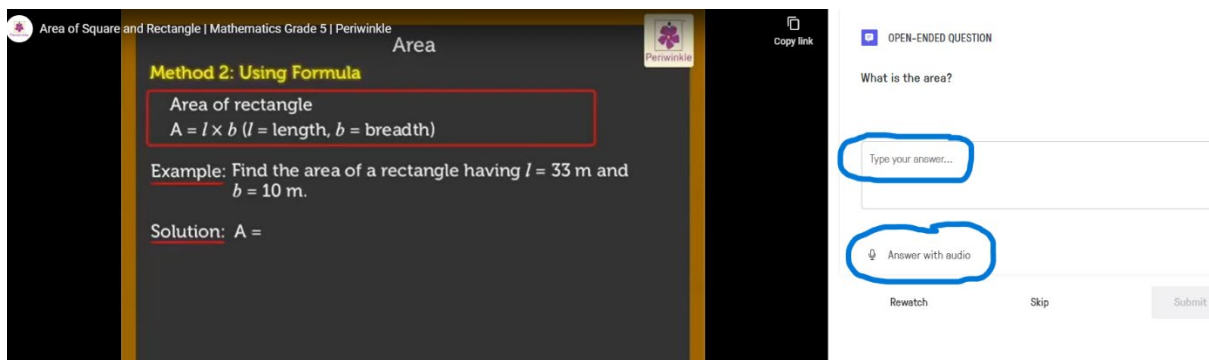 Area of Square and Rectangle | Mathematics Grade 5 | Periwinkle
Area
Periwinkle
Copy link
Method 2: Using Formula
Area of rectangle
A = l × b (l = length, b = breadth)
Example: Find the area of a rectangle having l = 33 m and
b = 10 m.
Solution: A =
OPEN-ENDED QUESTION
What is the area?
Type your answer...
Answer with audio
Rewatch
Skip
Submit